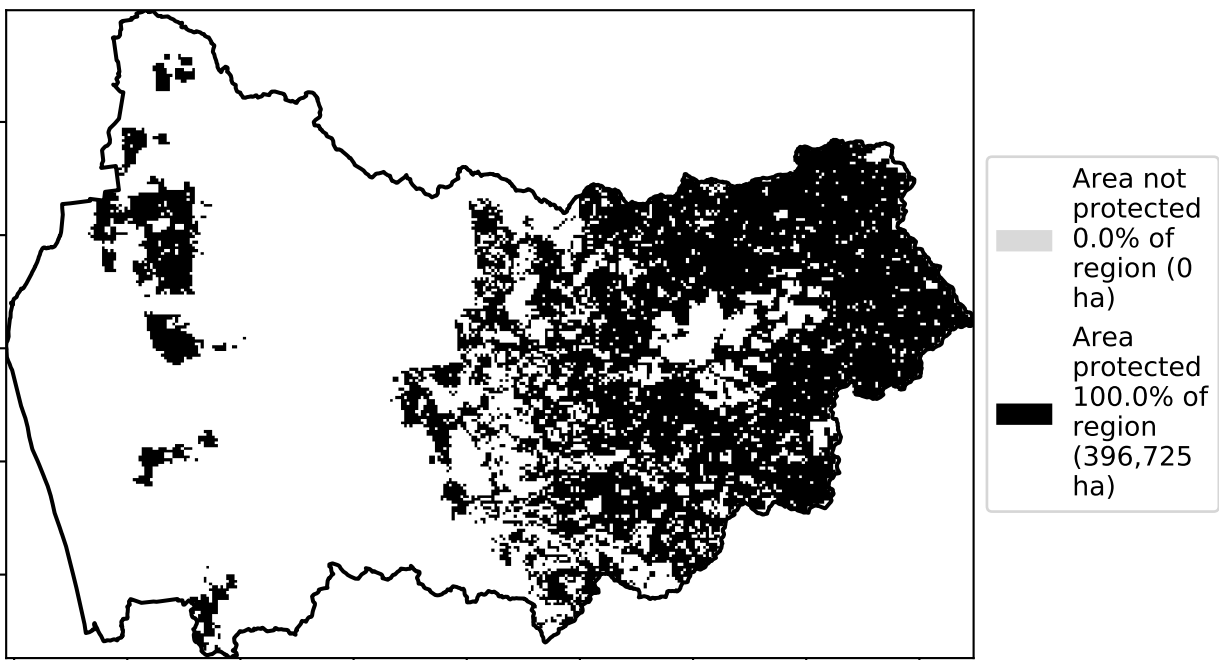 Area not
protected
0.0% of
region (0
ha)
Area
protected
100.0% of
region
(396,725
ha)